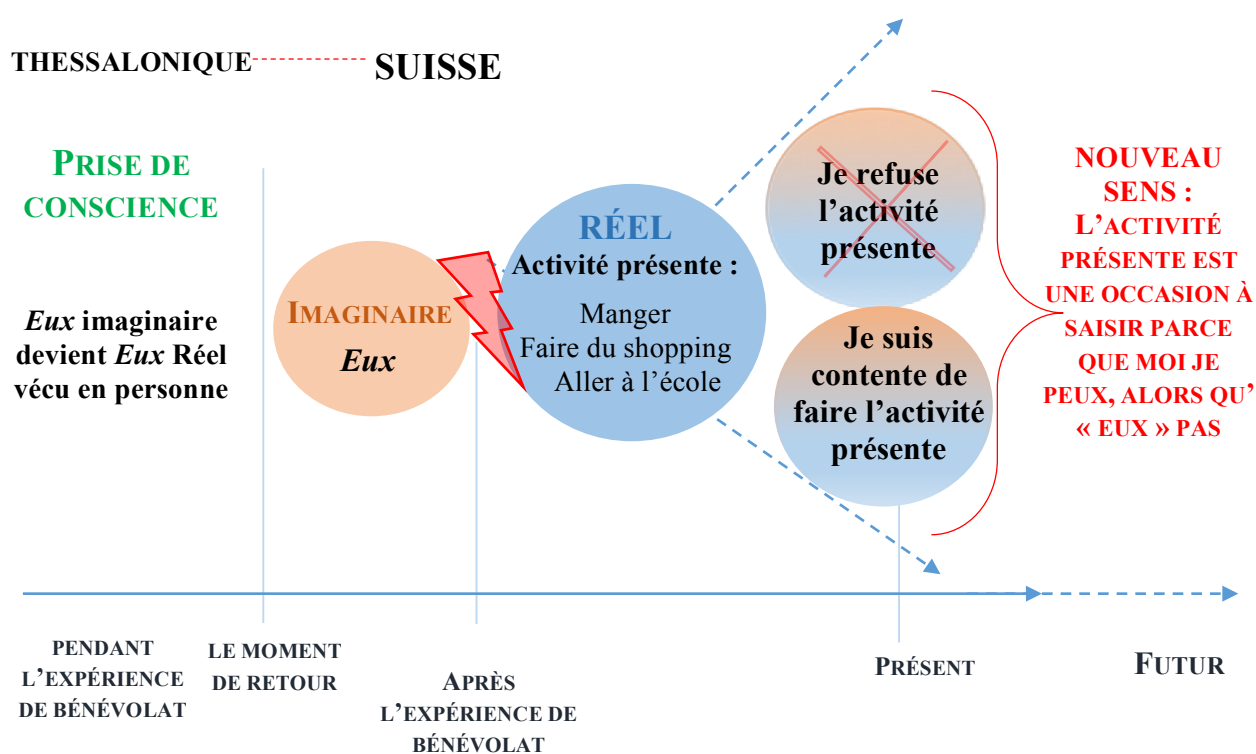 THESSALONIQUE
SUISSE
PRISE DE
CONSCIENCE
Eux imaginaire
devient Eux Réel
vécu en personne
IMAGINAIRE
Eux
RÉEL
Activité présente :
Manger
Faire du shopping
Aller à l’école
Je refuse
l’activité
présente
Je suis
contente de
faire l’activité
présente
NOUVEAU
SENS :
L’ACTIVITÉ
PRÉSENTE EST
UNE OCCASION À
SAISIR PARCE
QUE MOI JE
PEUX, ALORS QU’
« EUX » PAS
PENDANT
L’EXPÉRIENCE
DE BÉNÉVOLAT
LE MOMENT
DE RETOUR
APRÈS
L’EXPÉRIENCE DE
BÉNÉVOLAT
PRÉSENT
FUTUR